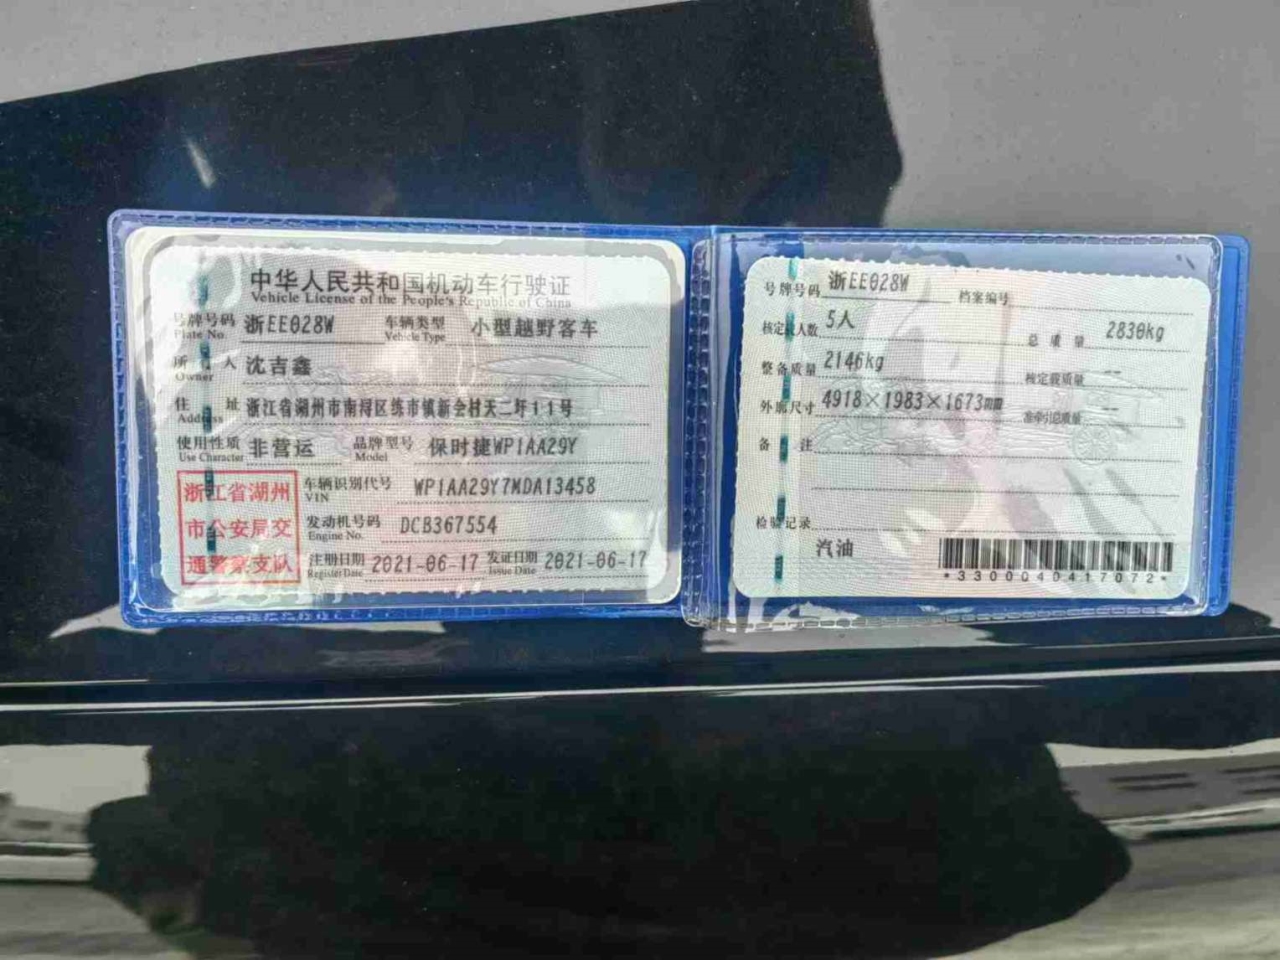 中华人民共和国机动车行驶证
Vehicle License of the People's Republic of China
号牌号码 浙EE028W 车辆类型 小型越野客车
Plate No. Vehicle Type
所有人 沈吉鑫
Owner
住 址 浙江省湖州市南浔区练市镇新会村天二圩11号
Address
使用性质 非营运 品牌型号 保时捷WP1AA29Y
Use Character Model
浙江省湖州
市公安局交
通警察支队
车辆识别代号 WP1AA29Y7MDA13458
VIN
发动机号码 DCB367554
Engine No.
注册日期 2021-06-17 发证日期 2021-06-17
Register Date Issue Date
号牌号码 浙EE028W 档案编号
核定载人数 5人 总质量 2830kg
整备质量 2146kg 核定载质量 --
外廓尺寸 4918×1983×1673mm 准牵引总质量 --
备 注
检验记录
汽油
*3300040417072*